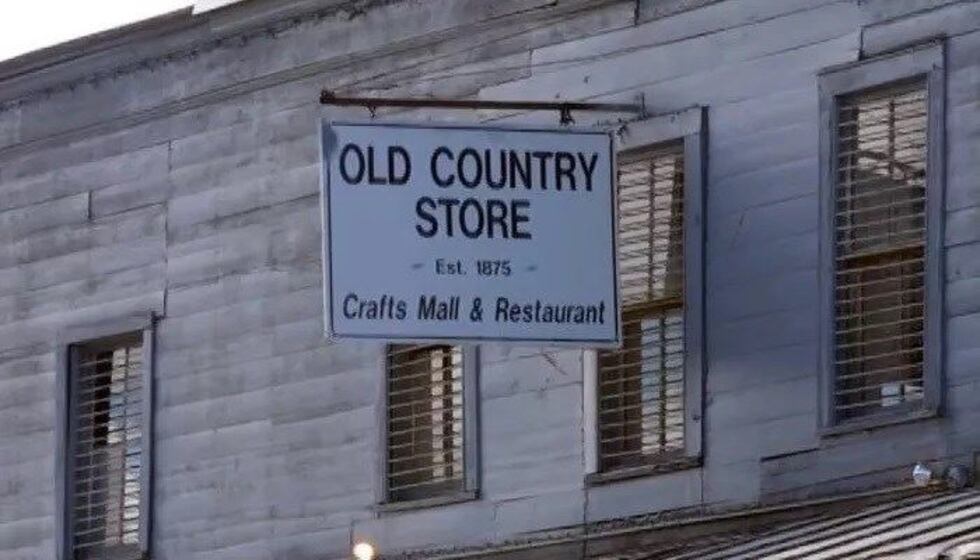 OLD COUNTRY
STORE
- Est. 1875 -
Crafts Mall & Restaurant